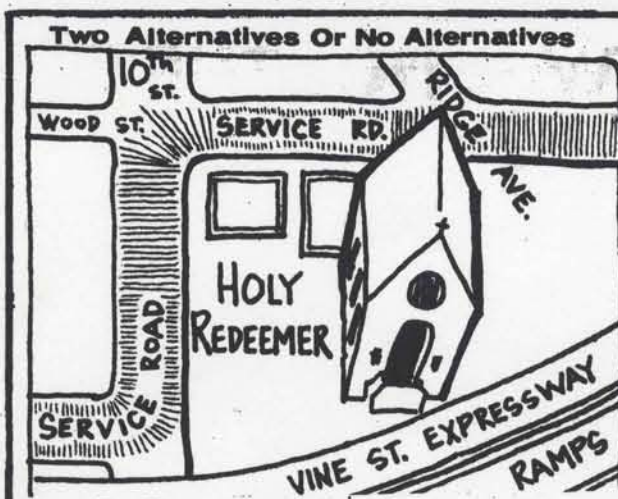 Two Alternatives Or No Alternatives
10TH
ST.
WOOD ST.
SERVICE RD.
RIDGE
AVE.
HOLY
REDEEMER
SERVICE ROAD
VINE ST. EXPRESSWAY
RAMPS